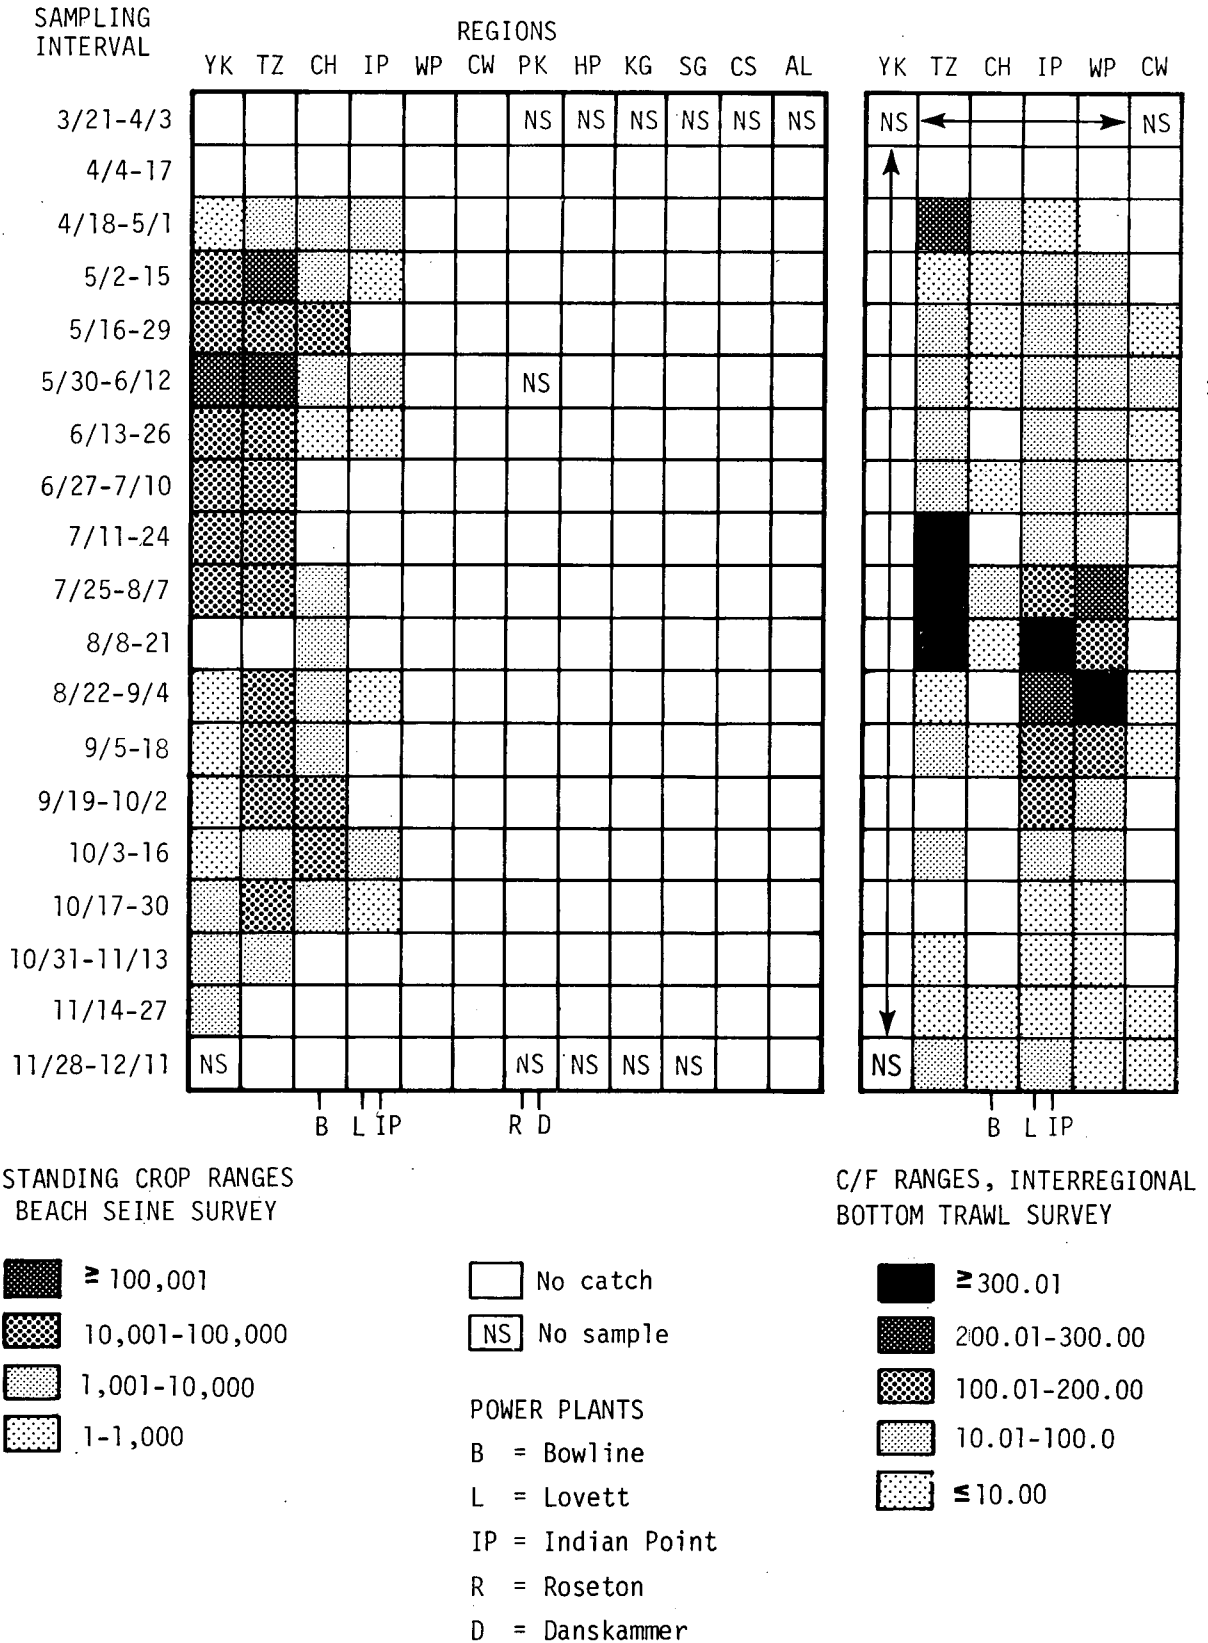 SAMPLING
INTERVAL
REGIONS
YK TZ CH IP WP CW PK HP KG SG CS AL
YK TZ CH IP WP CW
3/21-4/3 NS NS NS NS NS NS NS NS
4/4-17
4/18-5/1
5/2-15
5/16-29
5/30-6/12 NS
6/13-26
6/27-7/10
7/11-24
7/25-8/7
8/8-21
8/22-9/4
9/5-18
9/19-10/2
10/3-16
10/17-30
10/31-11/13
11/14-27
11/28-12/11 NS NS NS NS NS NS
B L IP R D
B L IP
STANDING CROP RANGES
BEACH SEINE SURVEY
≥ 100,001
10,001-100,000
1,001-10,000
1-1,000
No catch
NS No sample
POWER PLANTS
B = Bowline
L = Lovett
IP = Indian Point
R = Roseton
D = Danskammer
C/F RANGES, INTERREGIONAL
BOTTOM TRAWL SURVEY
≥300.01
200.01-300.00
100.01-200.00
10.01-100.0
≤10.00